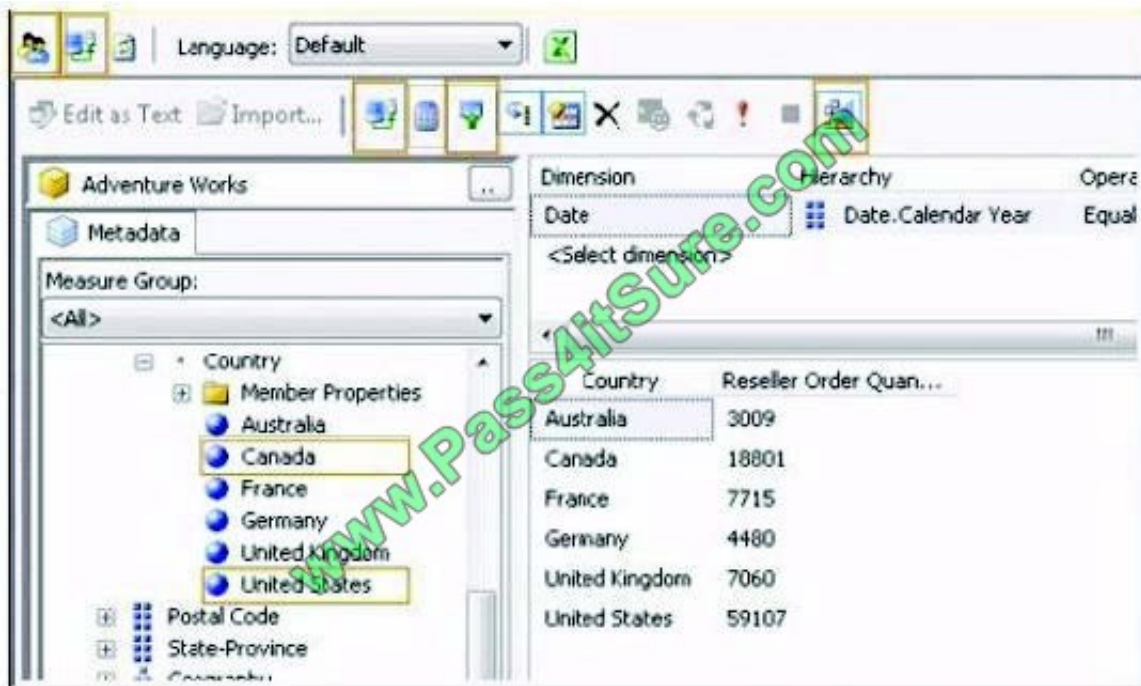 Language: Default
Edit as Text Import...
Adventure Works ..
Metadata
Measure Group:
<All>
Country
Member Properties
Australia
Canada
France
Germany
United Kingdom
United States
Postal Code
State-Province
Geography
Dimension Hierarchy Opera
Date Date.Calendar Year Equal
<Select dimension>
Country Reseller Order Quan...
Australia 3009
Canada 18801
France 7715
Germany 4480
United Kingdom 7060
United States 59107
www.Pass4itSure.com